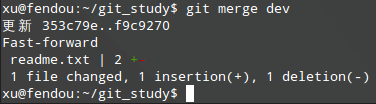 xu@fendou:~/git_study> git merge dev
更新 353c79e..f9c9270
Fast-forward
 readme.txt | 2 +-
 1 file changed, 1 insertion(+), 1 deletion(-)
xu@fendou:~/git_study>